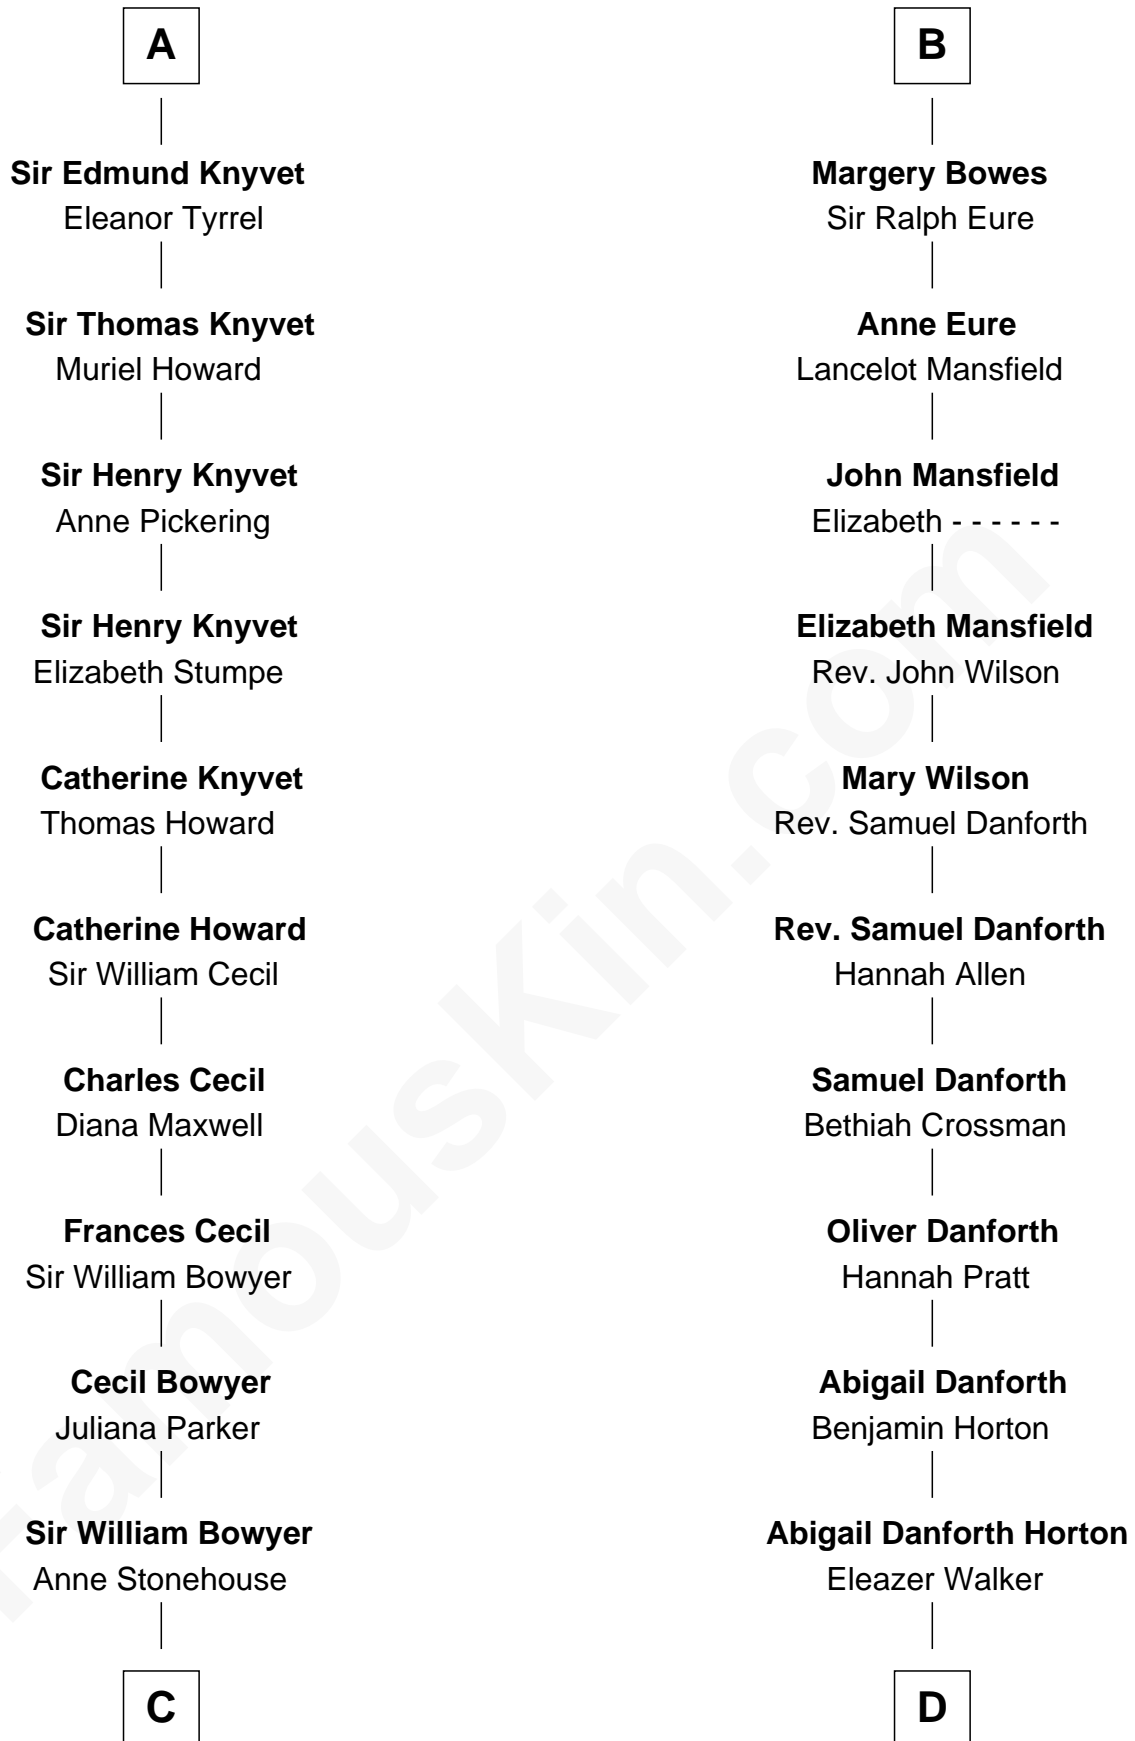 A
Sir Edmund Knyvet
Eleanor Tyrrel
Sir Thomas Knyvet
Muriel Howard
Sir Henry Knyvet
Anne Pickering
Sir Henry Knyvet
Elizabeth Stumpe
Catherine Knyvet
Thomas Howard
Catherine Howard
Sir William Cecil
Charles Cecil
Diana Maxwell
Frances Cecil
Sir William Bowyer
Cecil Bowyer
Juliana Parker
Sir William Bowyer
Anne Stonehouse
C
B
Margery Bowes
Sir Ralph Eure
Anne Eure
Lancelot Mansfield
John Mansfield
Elizabeth - - - - - -
Elizabeth Mansfield
Rev. John Wilson
Mary Wilson
Rev. Samuel Danforth
Rev. Samuel Danforth
Hannah Allen
Samuel Danforth
Bethiah Crossman
Oliver Danforth
Hannah Pratt
Abigail Danforth
Benjamin Horton
Abigail Danforth Horton
Eleazer Walker
D
FamousKin.com